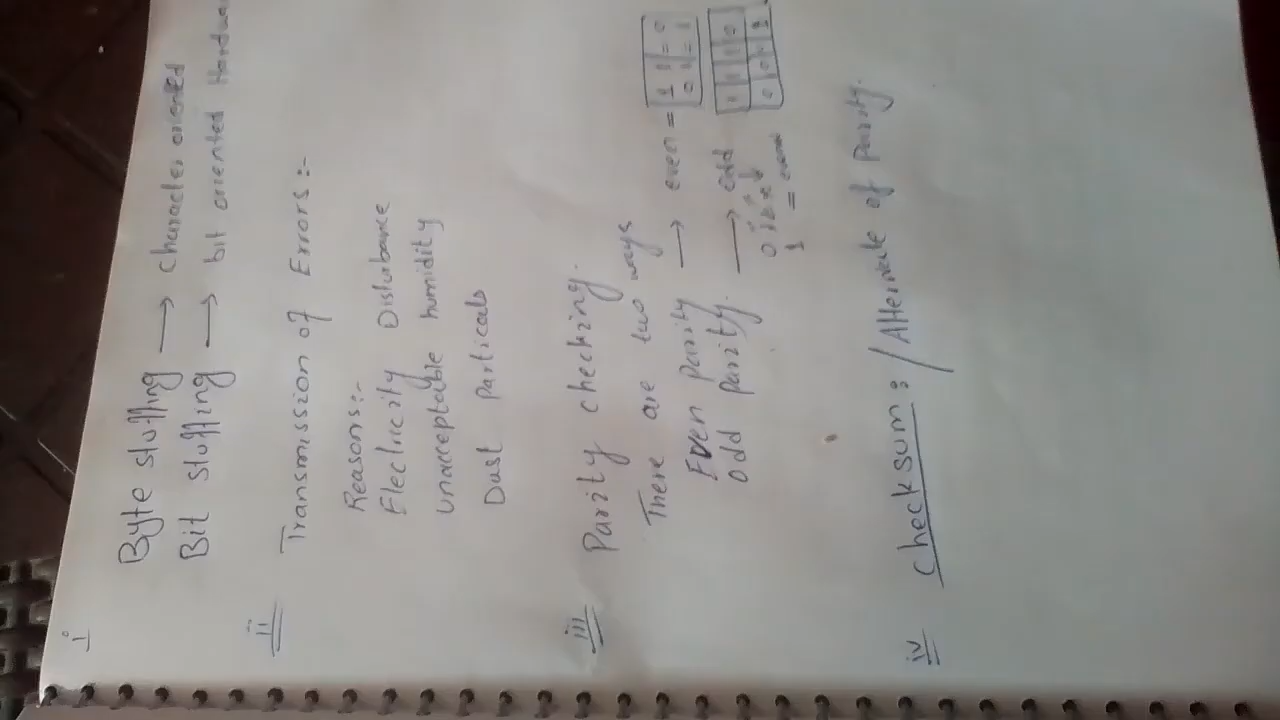 i
Byte stuffing → character oriented
Bit stuffing → bit oriented
ii Transmission of Errors:-
Reasons:-
Electricity Disturbance
unacceptable humidity
Dust Particals
iii Parity checking.
There are two ways
Even parity → even =
Odd parity. → odd
iv checksum: / Alternate of parity.